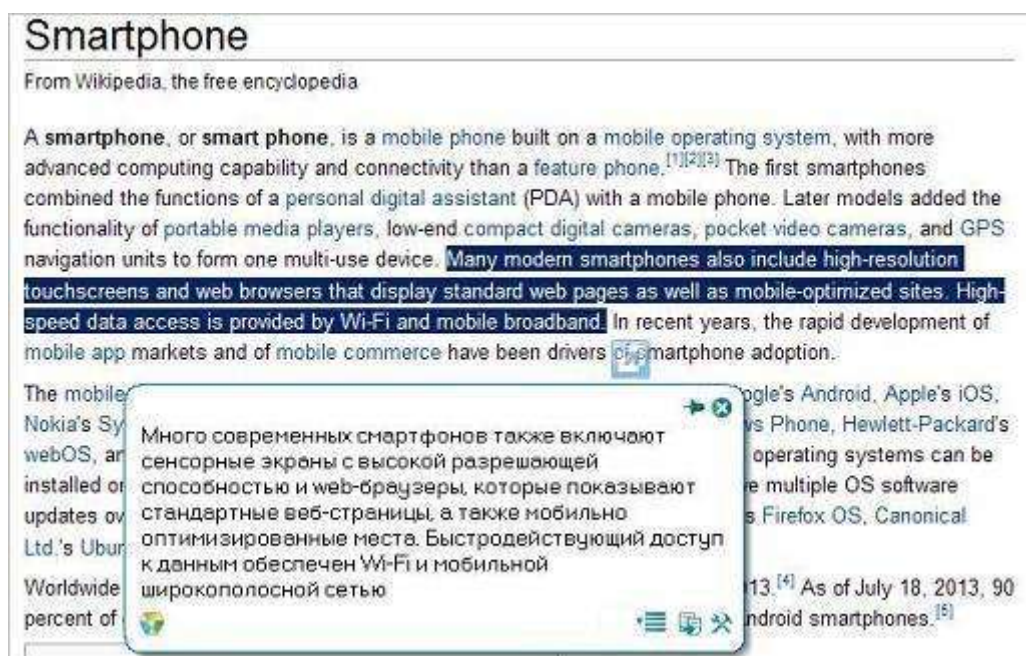 Smartphone
From Wikipedia, the free encyclopedia
A smartphone, or smart phone, is a mobile phone built on a mobile operating system, with more
advanced computing capability and connectivity than a feature phone.[1][2][3] The first smartphones
combined the functions of a personal digital assistant (PDA) with a mobile phone. Later models added the
functionality of portable media players, low-end compact digital cameras, pocket video cameras, and GPS
navigation units to form one multi-use device. Many modern smartphones also include high-resolution
touchscreens and web browsers that display standard web pages as well as mobile-optimized sites. High-
speed data access is provided by Wi-Fi and mobile broadband. In recent years, the rapid development of
mobile app markets and of mobile commerce have been drivers of smartphone adoption.
The mobile
Nokia's Sy
webOS, an
installed or
updates ov
Ltd.'s Ubun
Worldwide
percent of
Много современных смартфонов также включают
сенсорные экраны с высокой разрешающей
способностью и web-браузеры, которые показывают
стандартные веб-страницы, а также мобильно
оптимизированные места. Быстродействующий доступ
к данным обеспечен Wi-Fi и мобильной
широкополосной сетью
ogle's Android, Apple's iOS,
ws Phone, Hewlett-Packard's
operating systems can be
e multiple OS software
s Firefox OS, Canonical
13.[4] As of July 18, 2013, 90
ndroid smartphones.[5]